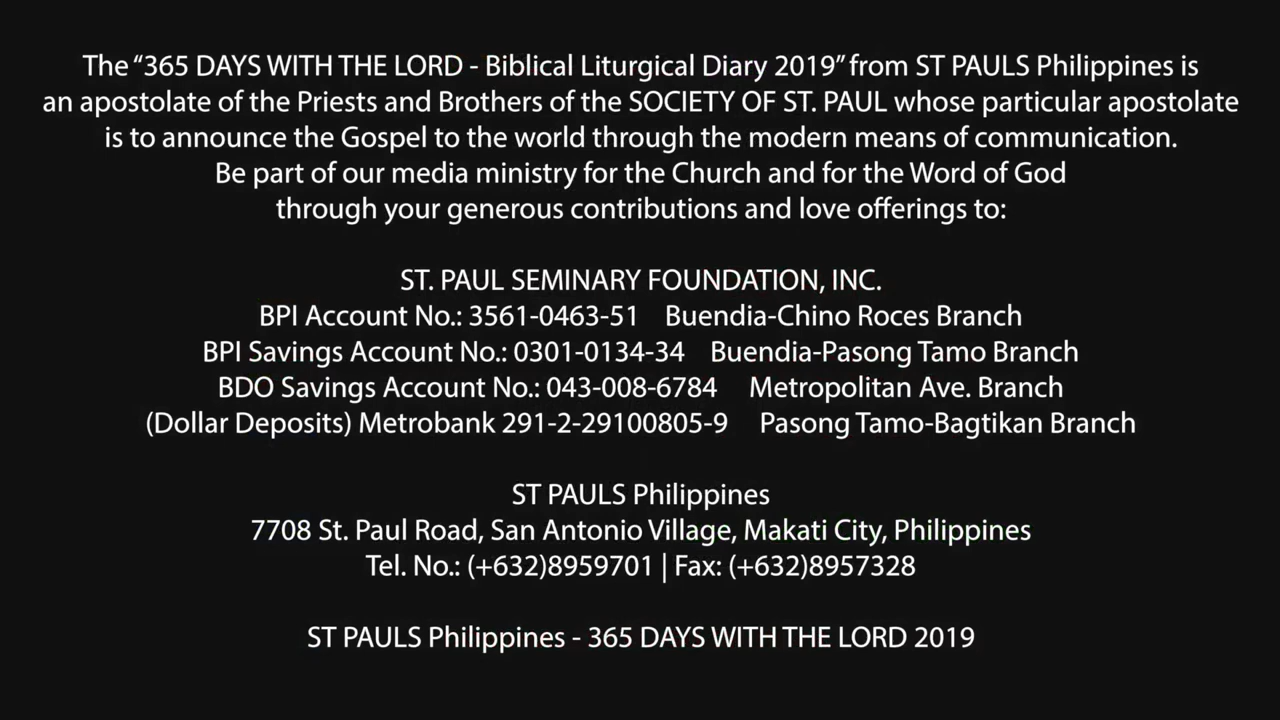 The “365 DAYS WITH THE LORD - Biblical Liturgical Diary 2019” from ST PAULS Philippines is
an apostolate of the Priests and Brothers of the SOCIETY OF ST. PAUL whose particular apostolate
is to announce the Gospel to the world through the modern means of communication.
Be part of our media ministry for the Church and for the Word of God
through your generous contributions and love offerings to:
ST. PAUL SEMINARY FOUNDATION, INC.
BPI Account No.: 3561-0463-51 Buendia-Chino Roces Branch
BPI Savings Account No.: 0301-0134-34 Buendia-Pasong Tamo Branch
BDO Savings Account No.: 043-008-6784 Metropolitan Ave. Branch
(Dollar Deposits) Metrobank 291-2-29100805-9 Pasong Tamo-Bagtikan Branch
ST PAULS Philippines
7708 St. Paul Road, San Antonio Village, Makati City, Philippines
Tel. No.: (+632)8959701 | Fax: (+632)8957328
ST PAULS Philippines - 365 DAYS WITH THE LORD 2019